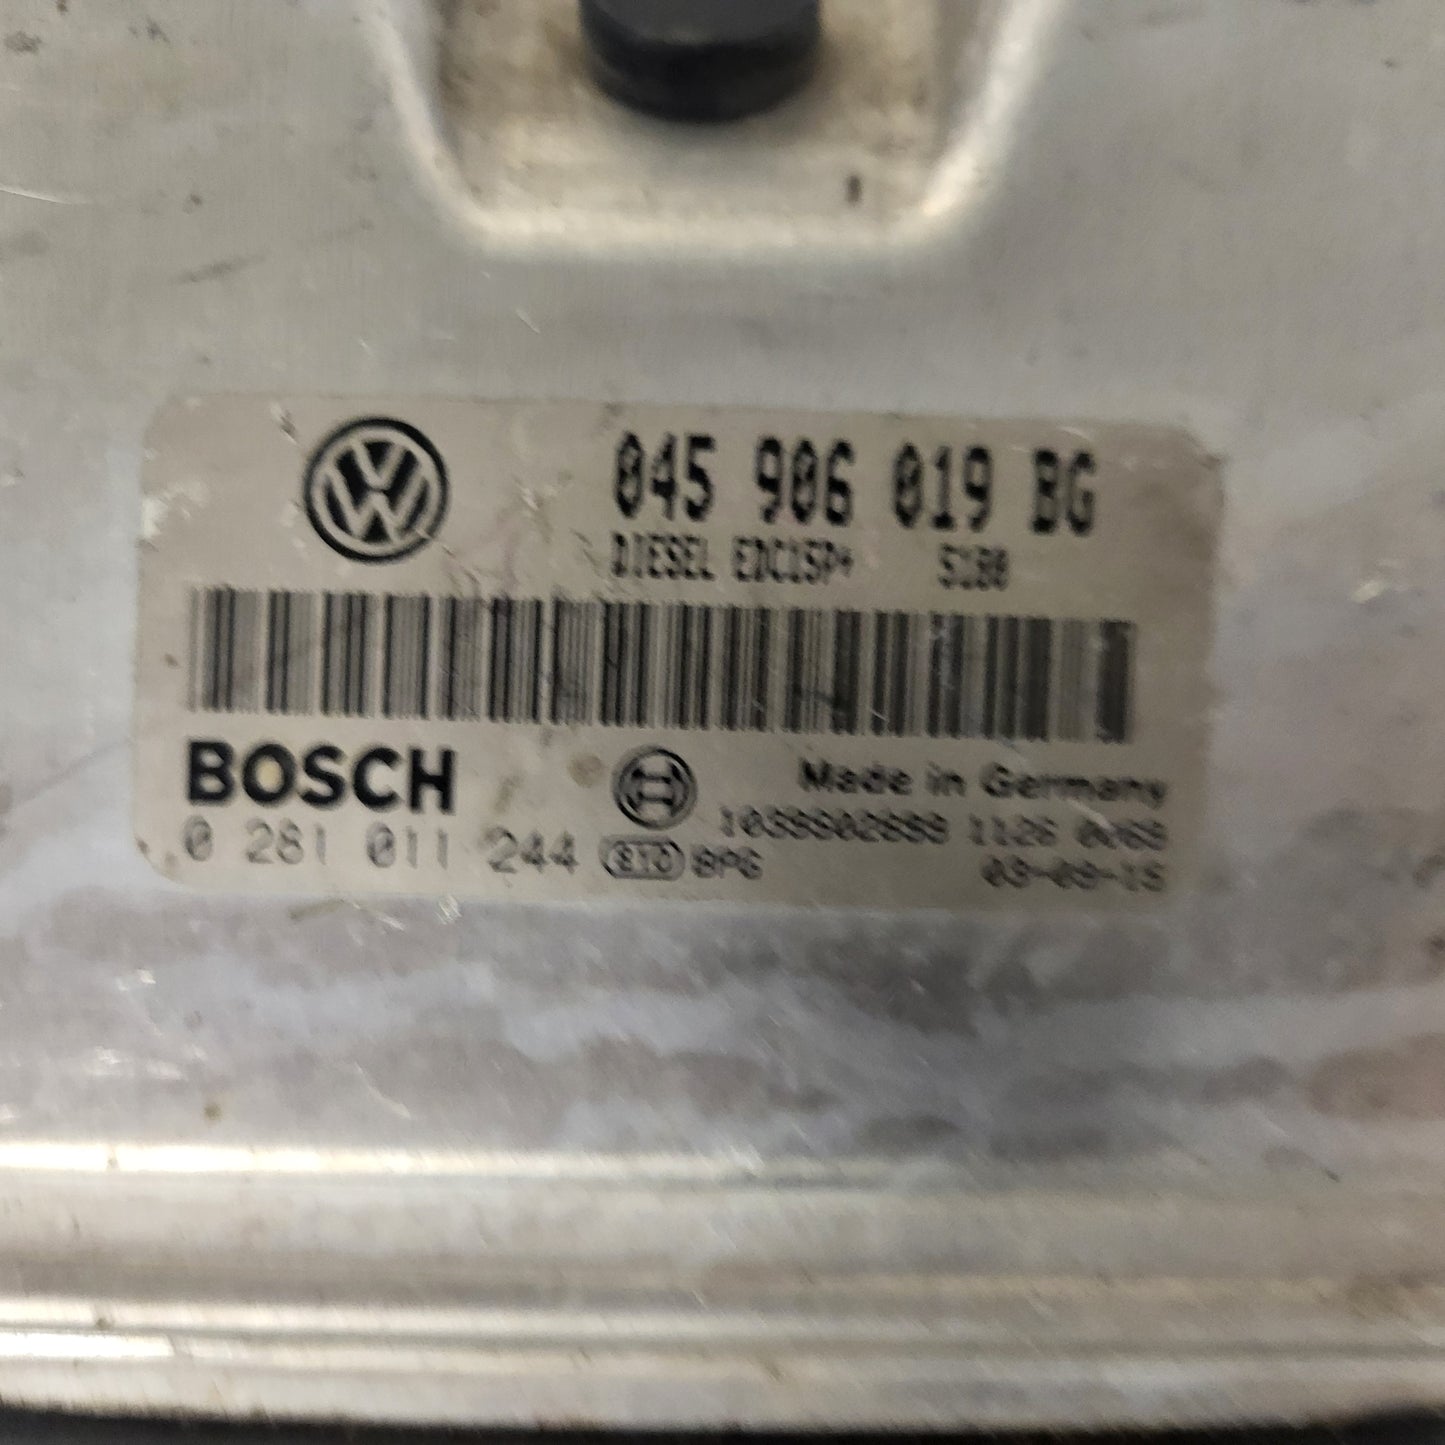 045 906 019 BG
DIESEL EDC15P+
BOSCH
Made in Germany
0 281 011 244